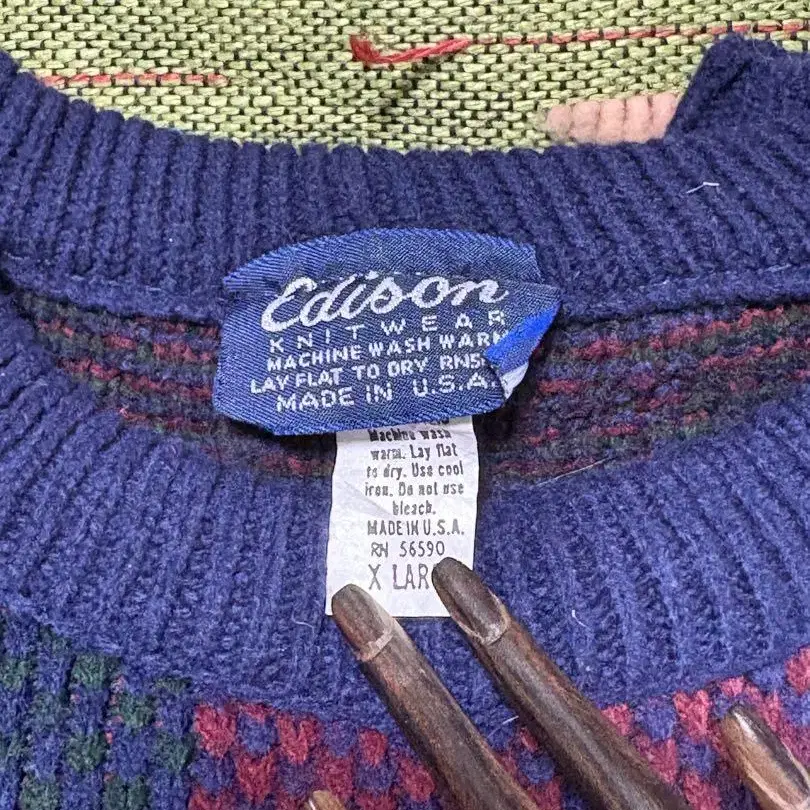 Edison
KNITWEAR
MACHINE WASH WARM
LAY FLAT TO DRY RN5
MADE IN U.S.A.
Machine wash
warm. Lay flat
to dry. Use cool
iron. Do not use
bleach.
MADE IN U.S.A.
RN 56590
X LAR